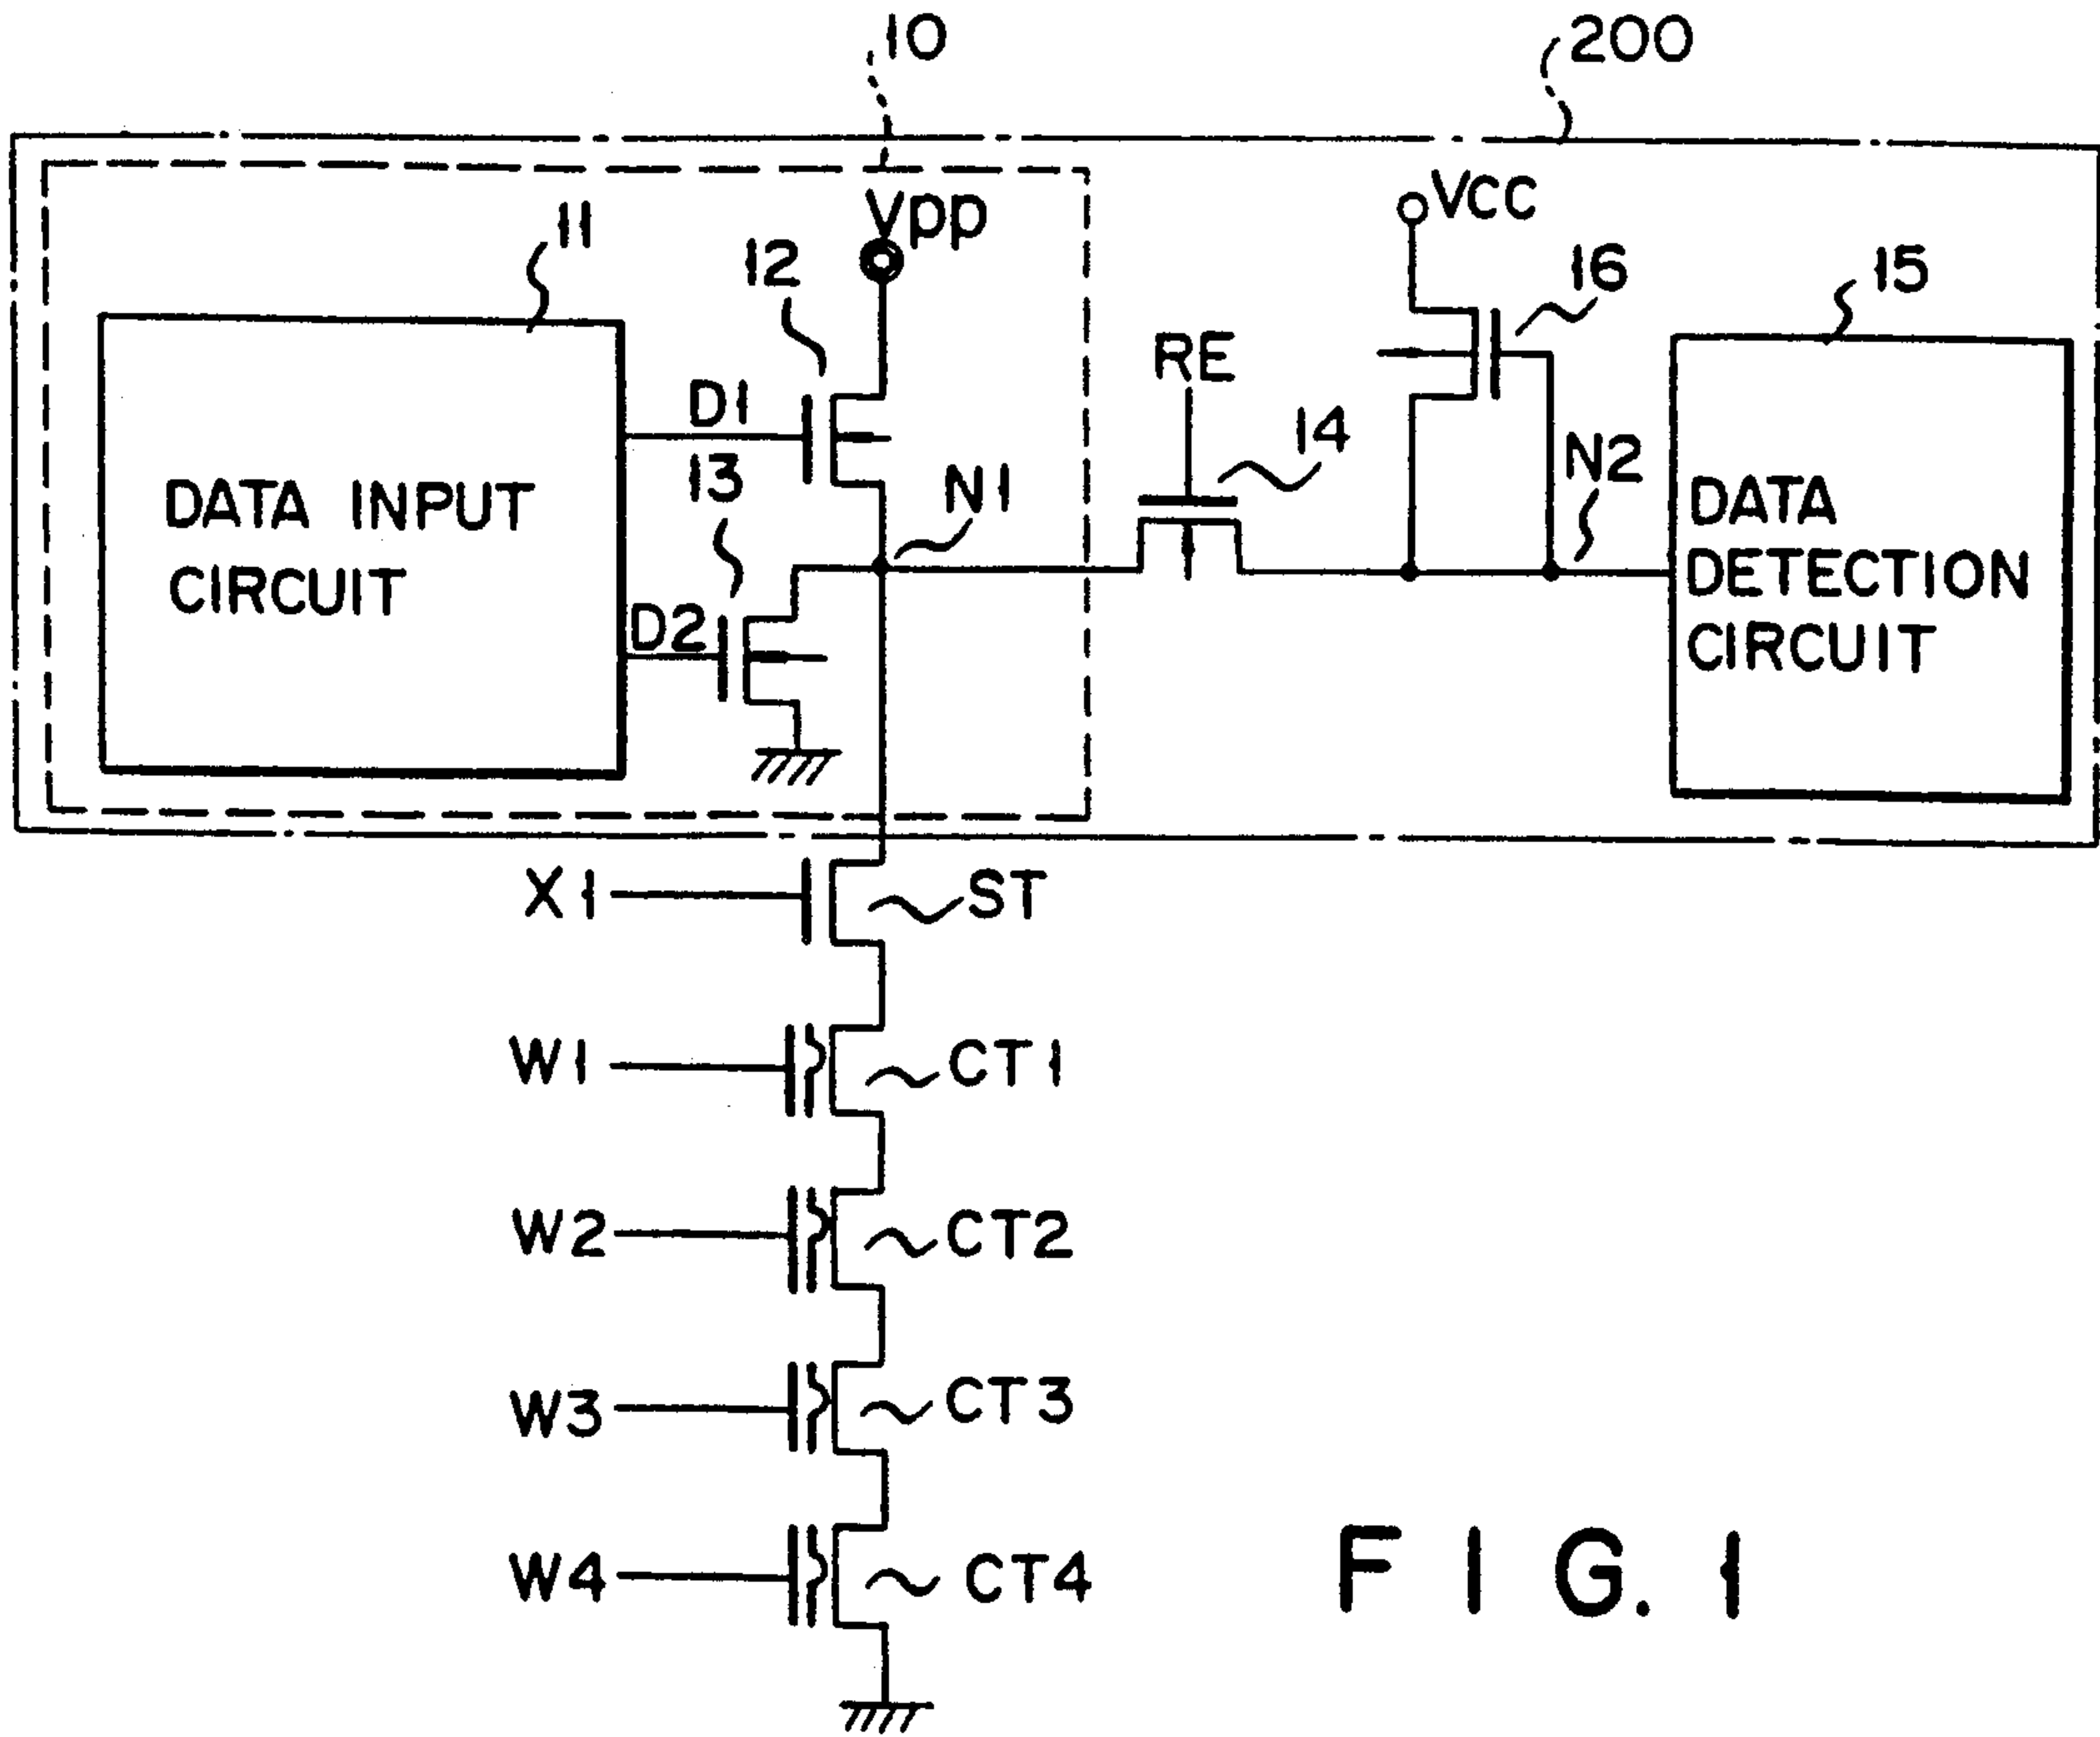 10
200
Vpp
VCC
11
12
16
15
RE
D1
14
13
N1
N2
DATA INPUT
CIRCUIT
DATA
DETECTION
CIRCUIT
D2
X1
ST
W1
CT1
W2
CT2
W3
CT3
W4
CT4
FIG. 1